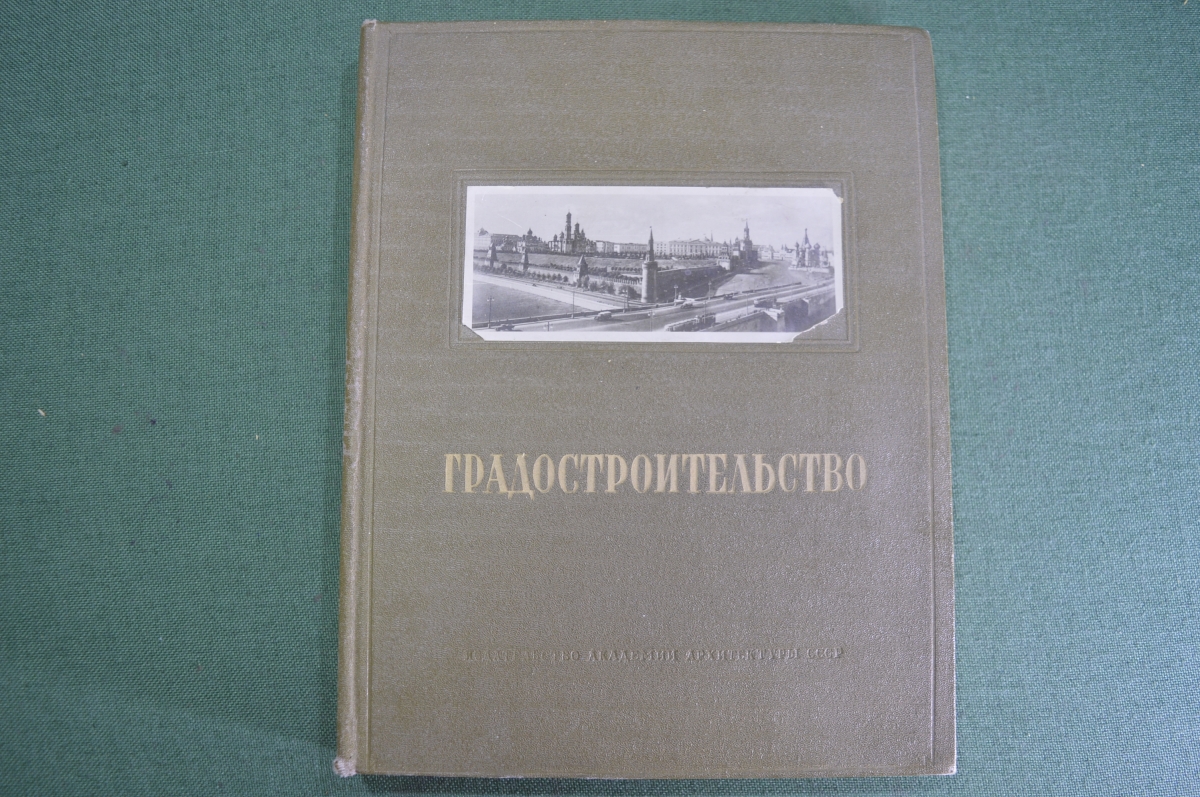 ГРАДОСТРОИТЕЛЬСТВО
ИЗДАТЕЛЬСТВО АКАДЕМИИ АРХИТЕКТУРЫ СССР